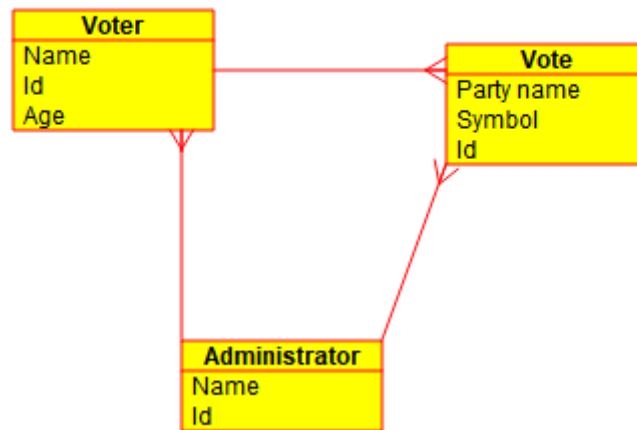 Voter
Name
Id
Age
Vote
Party name
Symbol
Id
Administrator
Name
Id